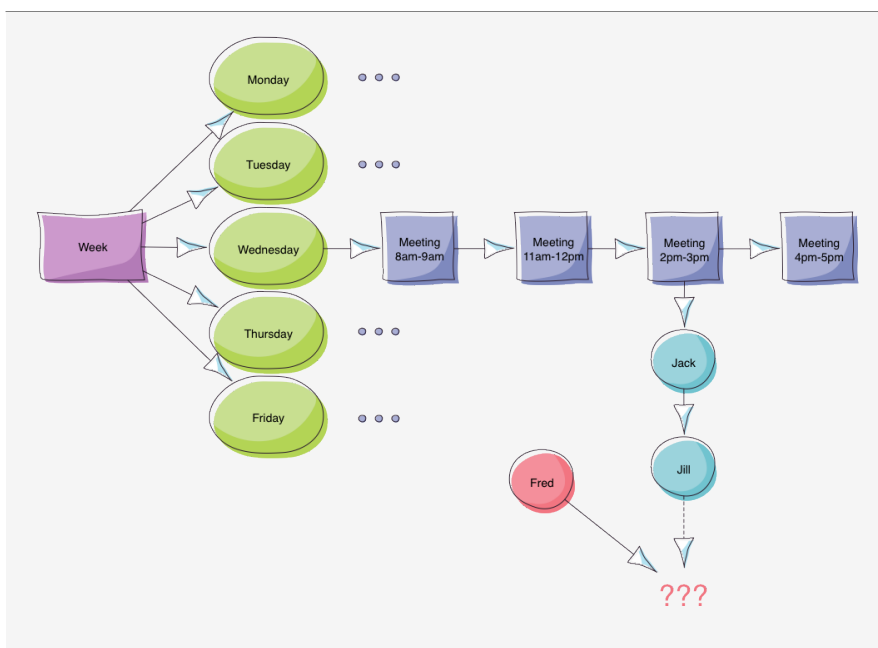 Monday
Tuesday
Week
Wednesday
Meeting
8am-9am
Meeting
11am-12pm
Meeting
2pm-3pm
Meeting
4pm-5pm
Thursday
Jack
Friday
Jill
Fred
???